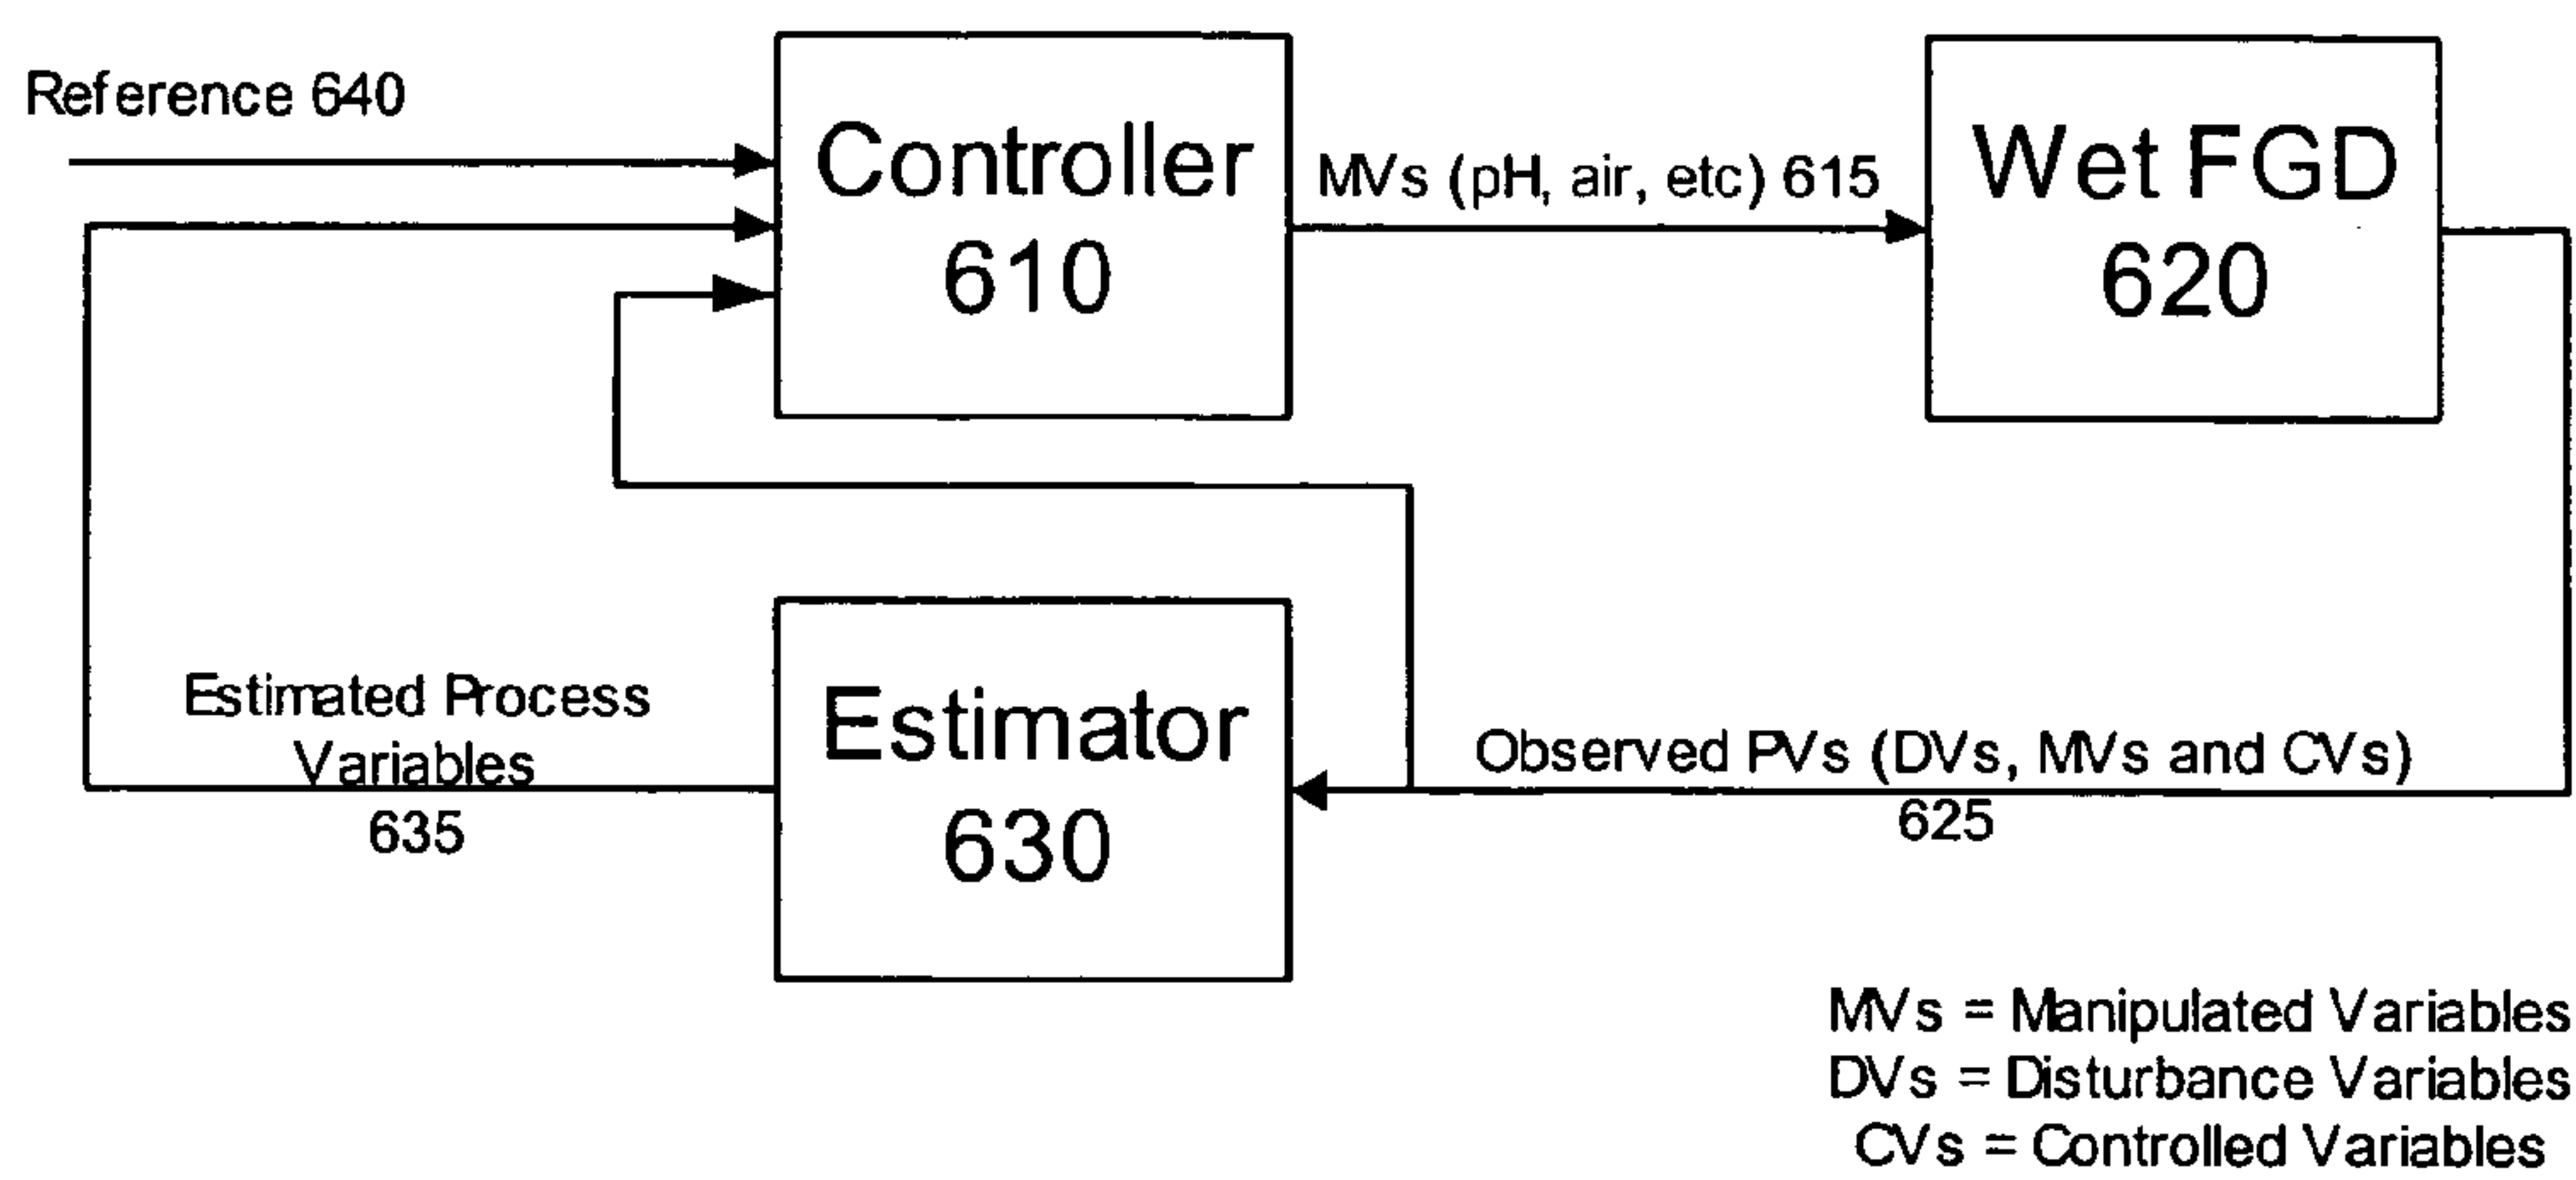 Reference 640
Controller
610
MVs (pH, air, etc) 615
Wet FGD
620
Estimated Process
Variables
635
Estimator
630
Observed PVs (DVs, MVs and CVs)
625
MVs = Manipulated Variables
DVs = Disturbance Variables
CVs = Controlled Variables